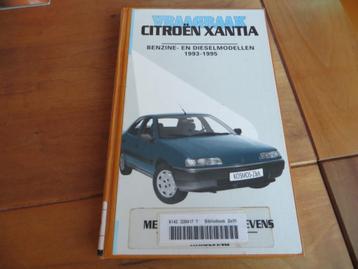 VRAAGBAAK
CITROËN XANTIA
BENZINE- EN DIESELMODELLEN
1993-1995
KOSMOS-Z&K
ME
EVENS
Bibliotheek Delft